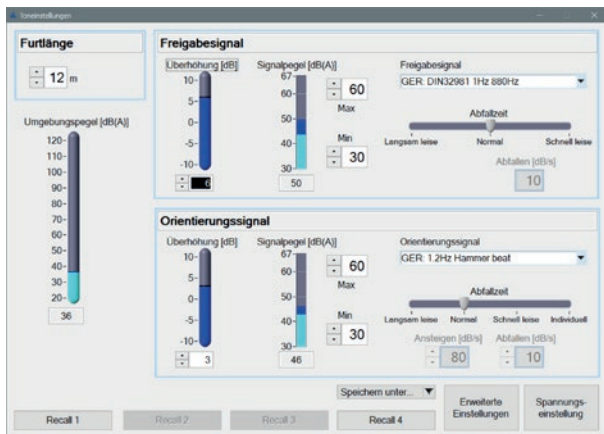 Toneinstellungen
Furtlänge
12 m
Umgebungspegel [dB(A)]
120-
110-
100-
90-
80-
70-
60-
50-
40-
30-
20-
36
Freigabesignal
Überhöhung [dB]
10-
5-
0-
-5-
-10-
6
Signalpegel [dB(A)]
67-
60-
50-
40-
30-
50
60
Max
Min
30
Freigabesignal
GER: DIN32981 1Hz 880Hz
Abfallzeit
Langsam leise Normal Schnell leise
Abfallen [dB/s]
10
Orientierungssignal
Überhöhung [dB]
10-
5-
0-
-5-
-10-
3
Signalpegel [dB(A)]
67-
60-
50-
40-
30-
46
60
Max
Min
30
Orientierungssignal
GER: 1.2Hz Hammer beat
Abfallzeit
Langsam leise Normal Schnell leise Individuell
Ansteigen [dB/s] Abfallen [dB/s]
80 10
Speichern unter...
Recall 1 Recall 2 Recall 3 Recall 4
Erweiterte
Einstellungen
Spannungs-
einstellung